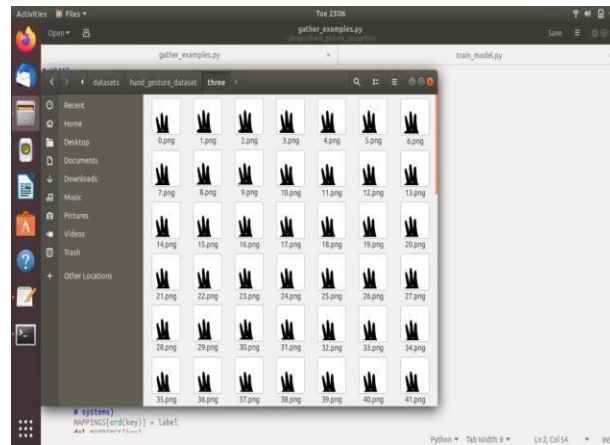 Activities Files Tue 23:06
Open gather_examples.py Save
~/project/hand_gesture_recognition
gather_examples.py × train_model.py
datasets hand_gesture_dataset three
Recent
Home
Desktop
Documents
Downloads
Music
Pictures
Videos
Trash
+ Other Locations
0.png 1.png 2.png 3.png 4.png 5.png 6.png
7.png 8.png 9.png 10.png 11.png 12.png 13.png
14.png 15.png 16.png 17.png 18.png 19.png 20.png
21.png 22.png 23.png 24.png 25.png 26.png 27.png
28.png 29.png 30.png 31.png 32.png 33.png 34.png
35.png 36.png 37.png 38.png 39.png 40.png 41.png
# systems)
MAPPINGS[ord(key)] = label
Python Tab Width: 8 Ln 2, Col 54